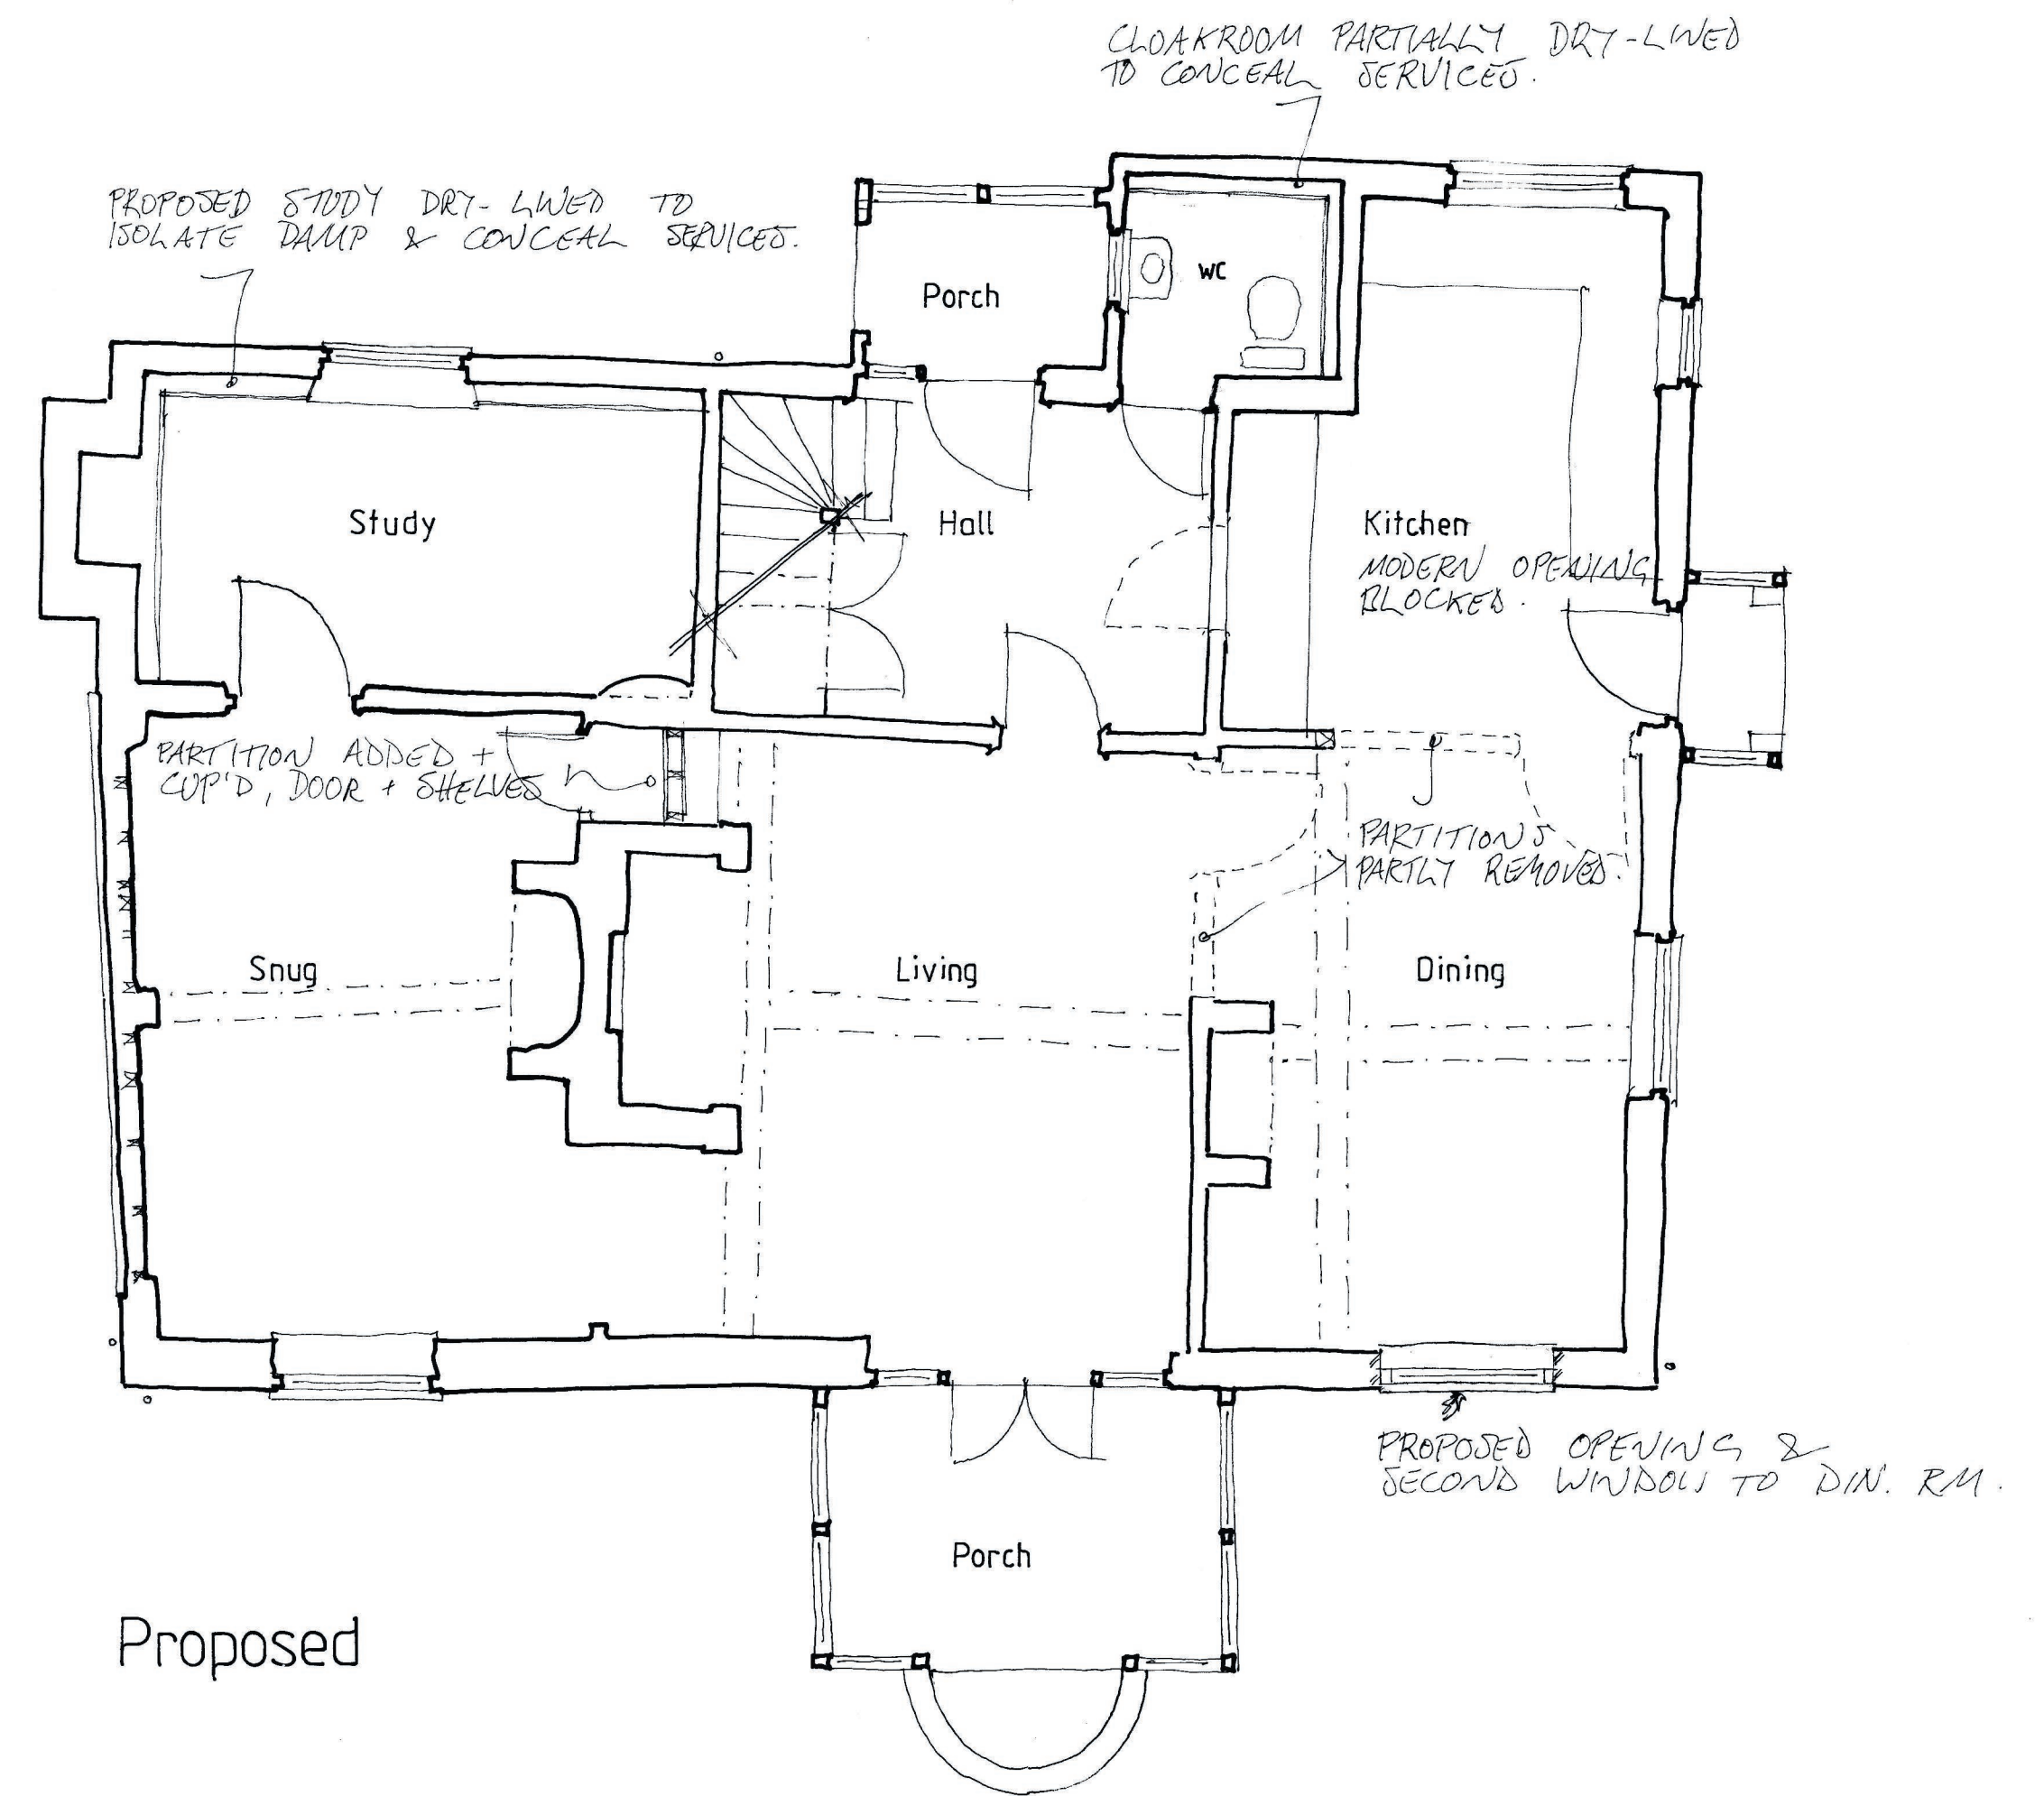 CLOAKROOM PARTIALLY DRY-LINED
TO CONCEAL SERVICES.
PROPOSED STUDY DRY-LINED TO
ISOLATE DAMP & CONCEAL SERVICES.
Porch
WC
Study
Hall
Kitchen
MODERN OPENING
BLOCKED.
PARTITION ADDED +
CUP'D, DOOR + SHELVES
PARTITIONS
PARTLY REMOVED.
Snug
Living
Dining
PROPOSED OPENING &
SECOND WINDOW TO DIN. RM.
Porch
Proposed